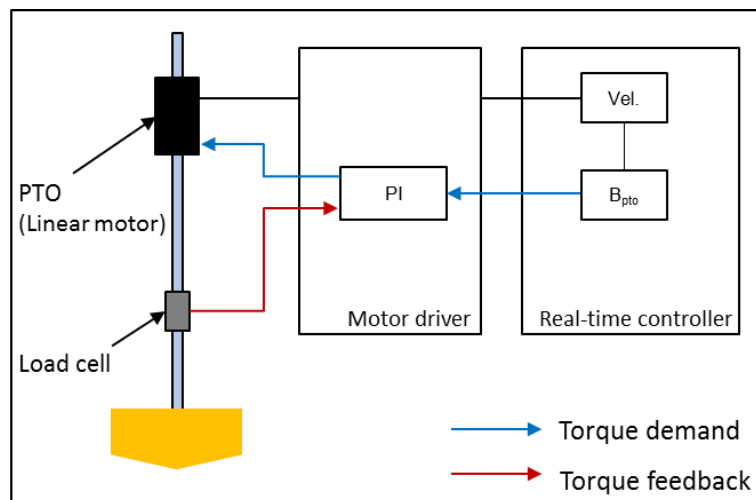 Vel.
PTO
(Linear motor)
PI
B_pto
Motor driver
Real-time controller
Load cell
Torque demand
Torque feedback